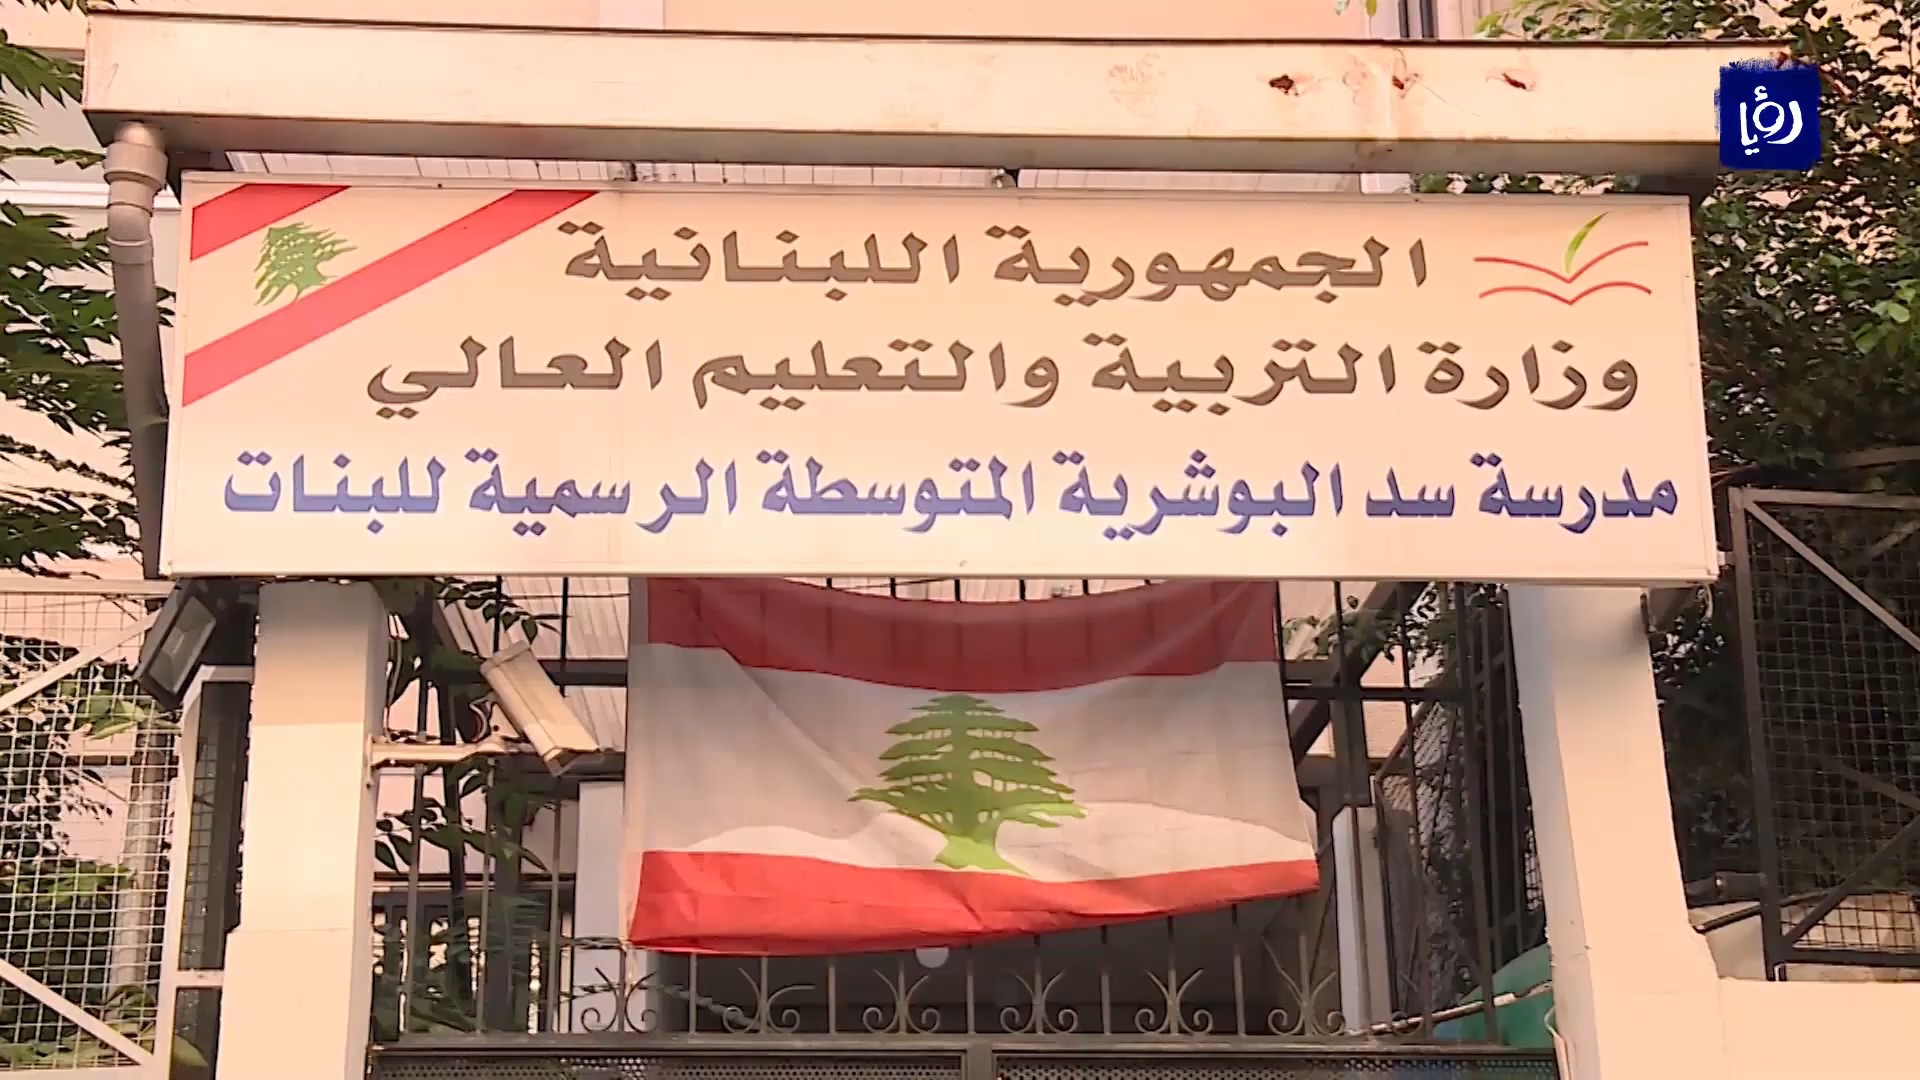 رؤيا
الجمهورية اللبنانية
وزارة التربية والتعليم العالي
مدرسة سد البوشرية المتوسطة الرسمية للبنات